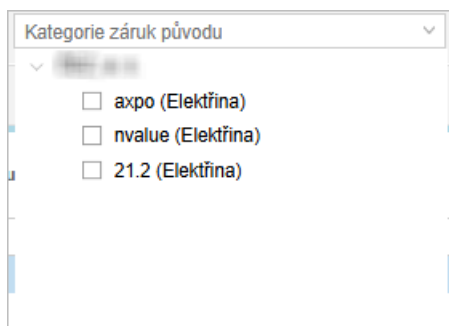 Kategorie záruk původu
axpo (Elektřina)
nvalue (Elektřina)
21.2 (Elektřina)
u